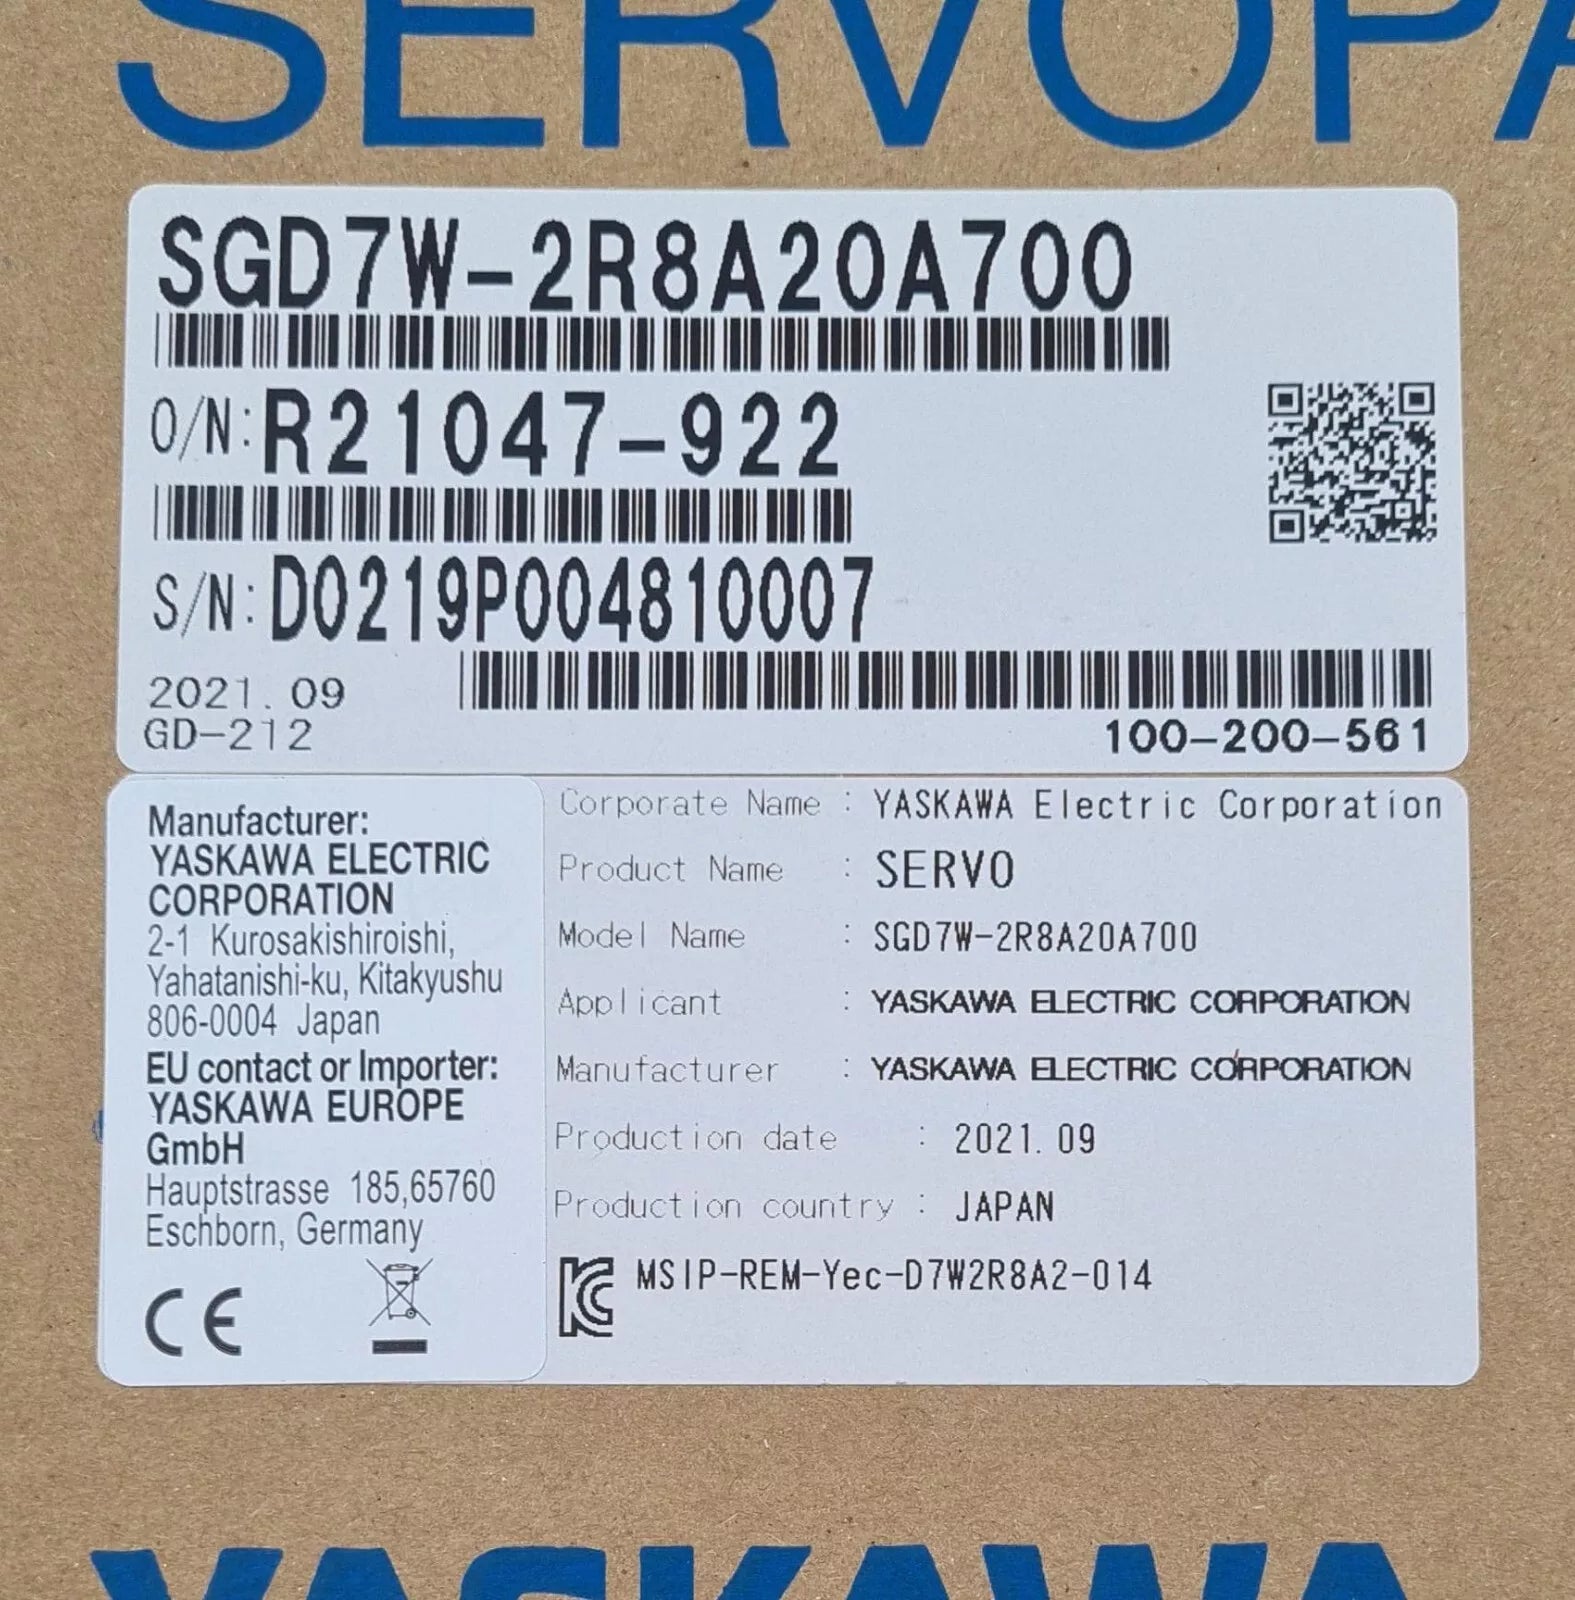 SERVOPA
SGD7W-2R8A20A700
O/N: R21047-922
S/N: D0219P004810007
2021.09
GD-212
100-200-561
Manufacturer:
YASKAWA ELECTRIC
CORPORATION
2-1 Kurosakishiroishi,
Yahatanishi-ku, Kitakyushu
806-0004 Japan
EU contact or Importer:
YASKAWA EUROPE
GmbH
Hauptstrasse 185,65760
Eschborn, Germany
CE
Corporate Name : YASKAWA Electric Corporation
Product Name : SERVO
Model Name : SGD7W-2R8A20A700
Applicant : YASKAWA ELECTRIC CORPORATION
Manufacturer : YASKAWA ELECTRIC CORPORATION
Production date : 2021.09
Production country : JAPAN
KC MSIP-REM-Yec-D7W2R8A2-014
YASKAWA